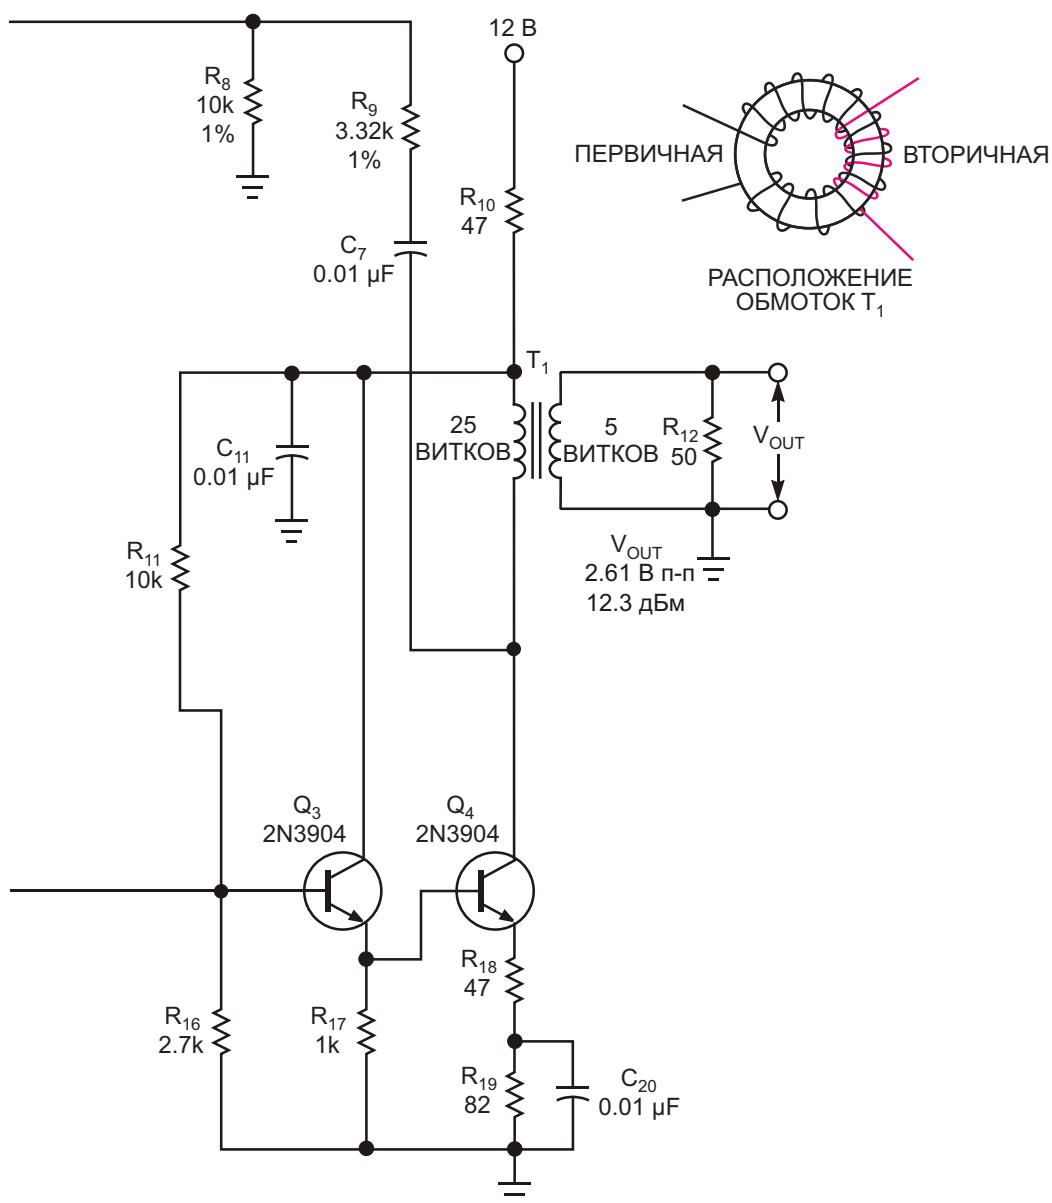 12 В
R8
10k
1%
R9
3.32k
1%
ПЕРВИЧНАЯ
ВТОРИЧНАЯ
R10
47
C7
0.01 µF
РАСПОЛОЖЕНИЕ
ОБМОТОК T1
T1
25
ВИТКОВ
5
ВИТКОВ
R12
50
VOUT
C11
0.01 µF
R11
10k
VOUT
2.61 В п-п
12.3 дБм
Q3
2N3904
Q4
2N3904
R18
47
R16
2.7k
R17
1k
R19
82
C20
0.01 µF